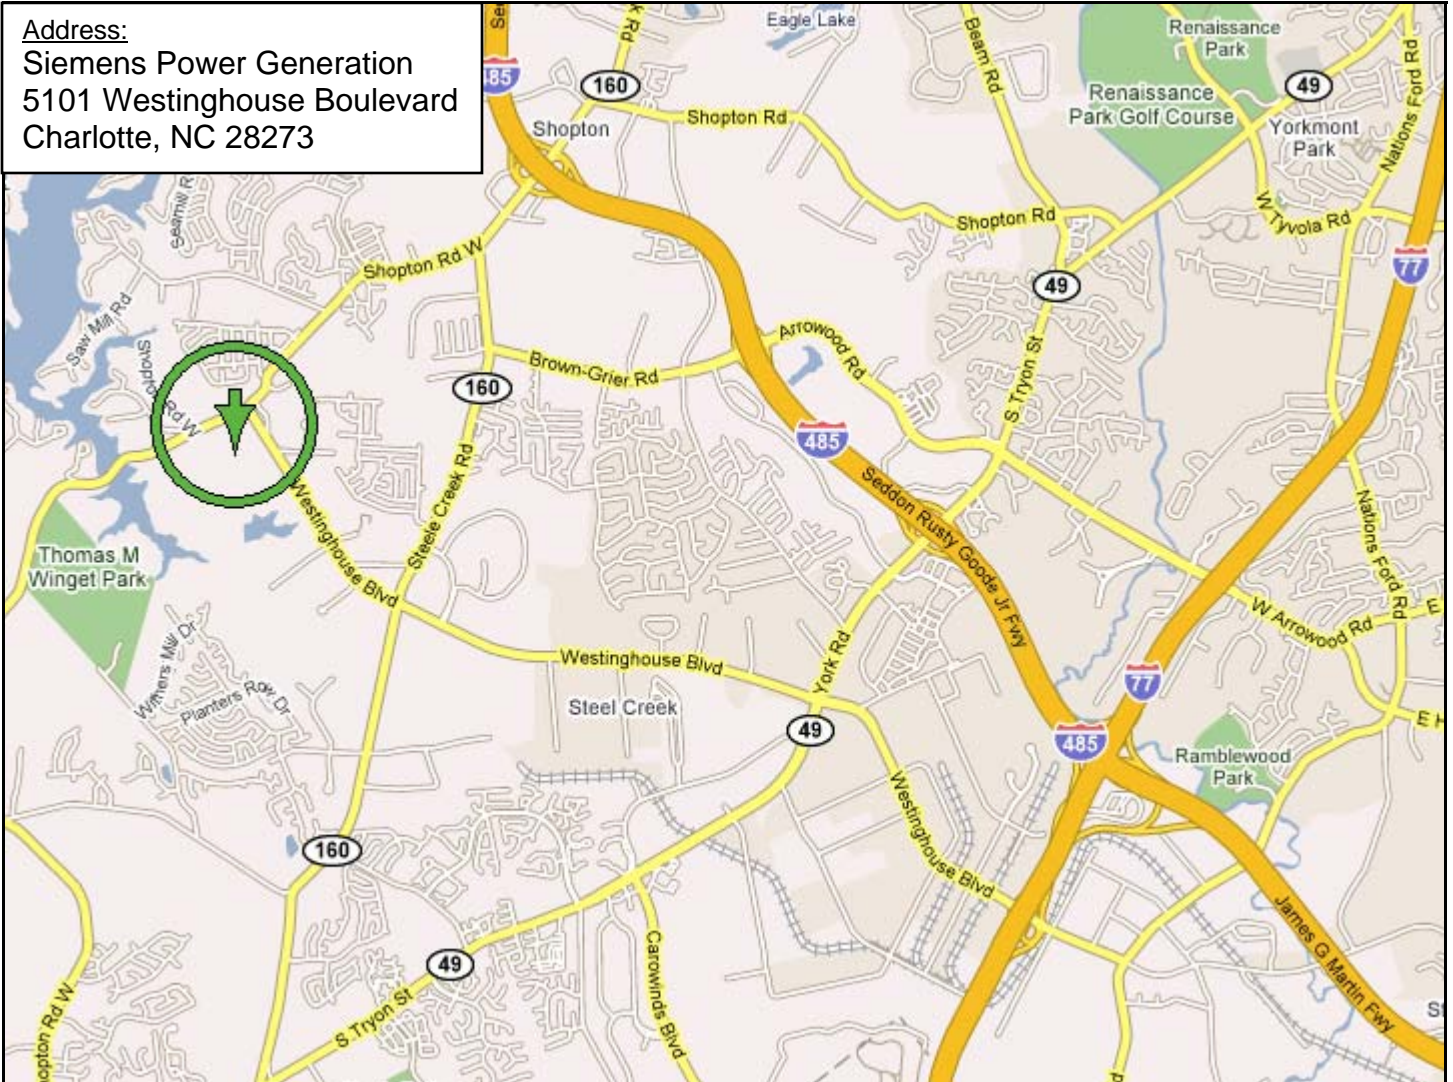 Address:
Siemens Power Generation
5101 Westinghouse Boulevard
Charlotte, NC 28273
Eagle Lake
Renaissance
Park
485
160
Beam Rd
49
Nations Ford Rd
Renaissance
Park Golf Course
Shopton Rd
Shopton
Yorkmont
Park
Shopton Rd
W Tyvola Rd
Shopton Rd W
77
49
Saw Mill Rd
Shopton Rd W
Arrowood Rd
Brown-Grier Rd
160
S Tryon St
485
Steele Creek Rd
Seddon Rusty Goode Jr Fwy
Westinghouse Blvd
Nations Ford Rd
Thomas M
Winget Park
W Arrowood Rd
E
Withers Mill Dr
Westinghouse Blvd
York Rd
77
Planters Row Dr
Steel Creek
49
E H
485
Ramblewood
Park
Westinghouse Blvd
160
James G Martin Fwy
49
Carowinds Blvd
S Tryon St
opton Rd W